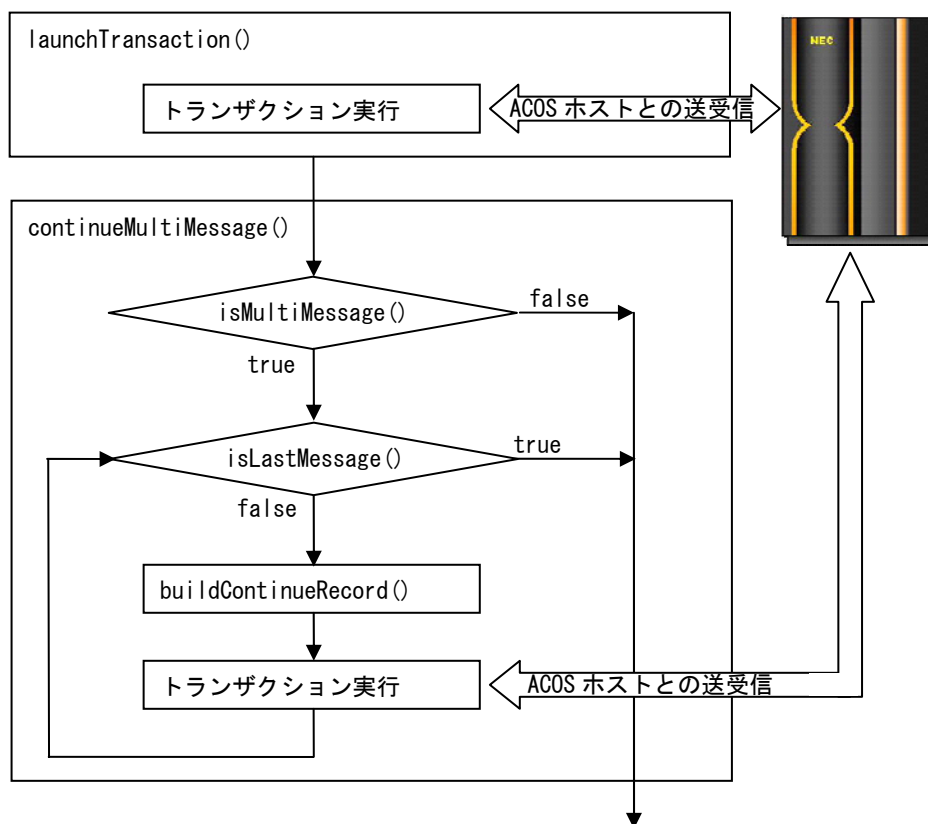 launchTransaction()
NEC
トランザクション実行
ACOS ホストとの送受信
continueMultiMessage()
isMultiMessage()
false
true
isLastMessage()
true
false
buildContinueRecord()
トランザクション実行
ACOS ホストとの送受信